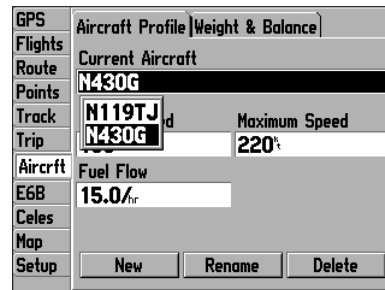 GPS
Flights
Route
Points
Track
Trip
Aircrft
E6B
Celes
Map
Setup
Aircraft Profile Weight & Balance
Current Aircraft
N430G
N119TJ
N430G
Maximum Speed
220
Fuel Flow
15.0/hr
New Rename Delete